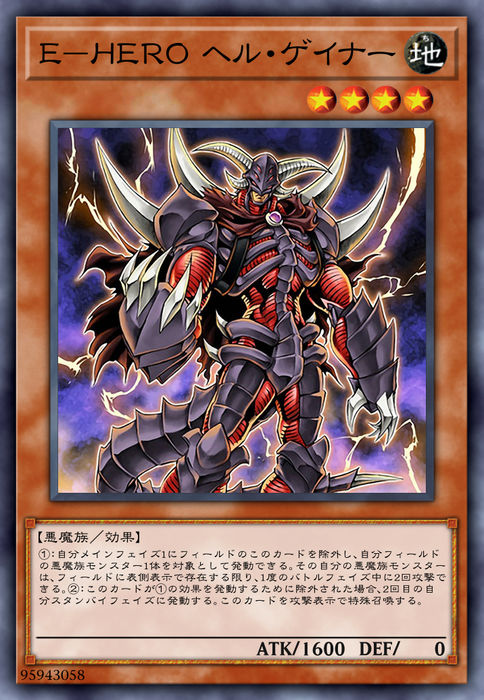 E－HERO ヘル・ゲイナー
ち
地
【悪魔族／効果】
①：自分メインフェイズ1にフィールドのこのカードを除外し、自分フィールド
の悪魔族モンスター1体を対象として発動できる。その自分の悪魔族モンスター
は、フィールドに表側表示で存在する限り、1度のバトルフェイズ中に2回攻撃で
きる。②：このカードが①の効果を発動するために除外された場合、2回目の自
分スタンバイフェイズに発動する。このカードを攻撃表示で特殊召喚する。
ATK/1600 DEF/ 0
95943058